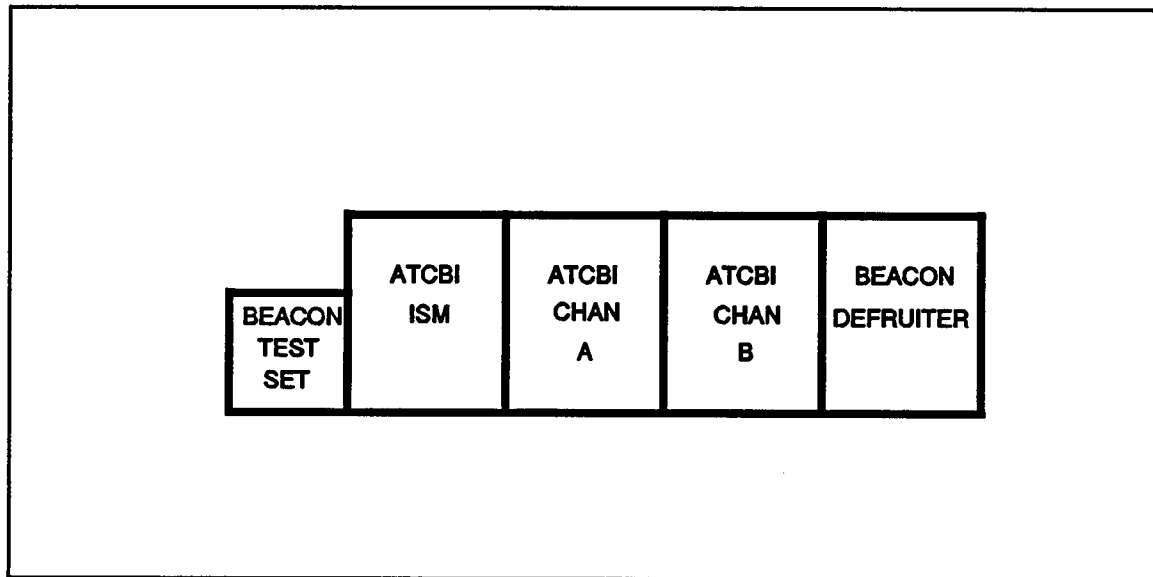 BEACON
TEST
SET
ATCBI
ISM
ATCBI
CHAN
A
ATCBI
CHAN
B
BEACON
DEFRUITER